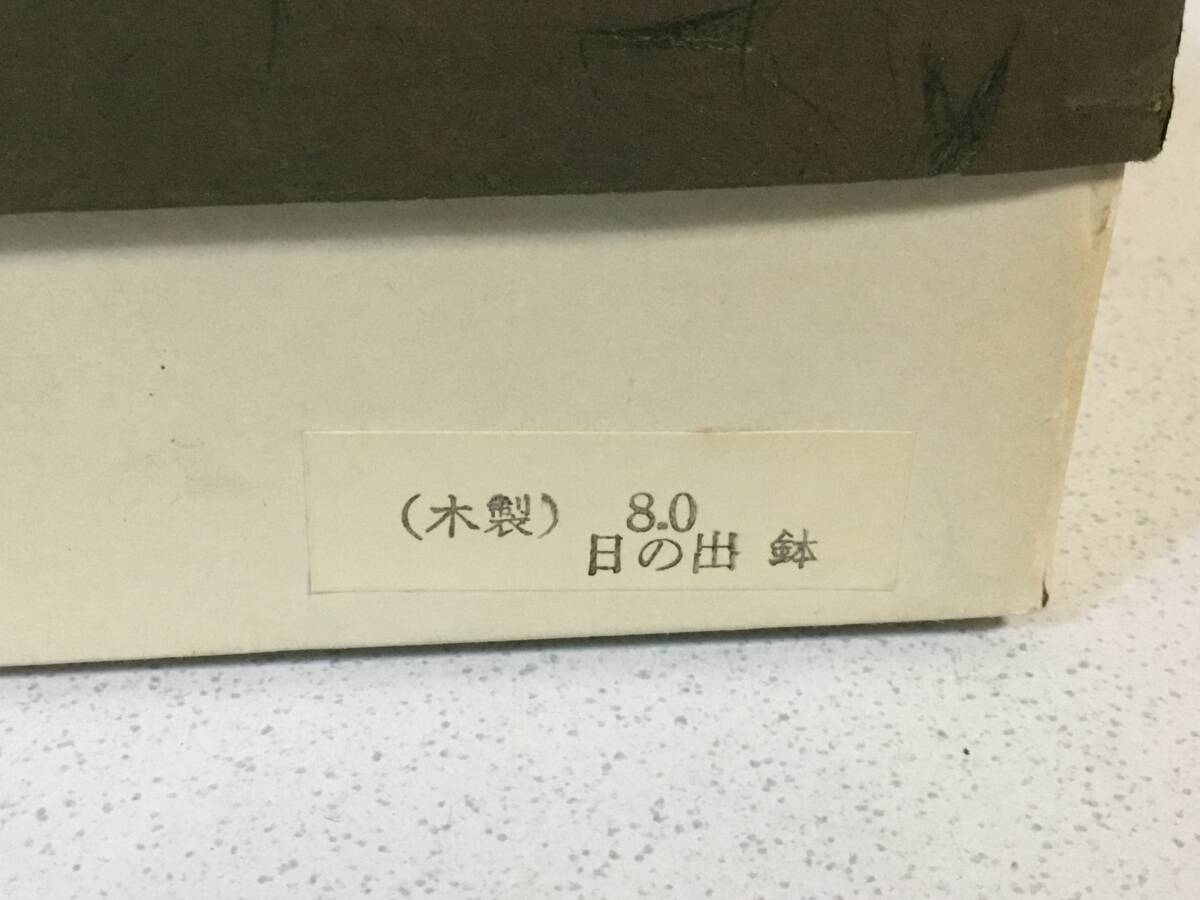 (木製) 8.0
日の出 鉢